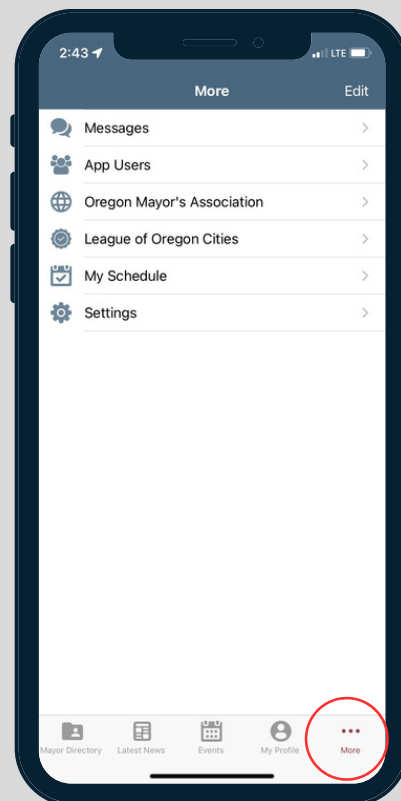 2:43
LTE
More
Edit
Messages
App Users
Oregon Mayor's Association
League of Oregon Cities
My Schedule
Settings
Mayor Directory
Latest News
Events
My Profile
More